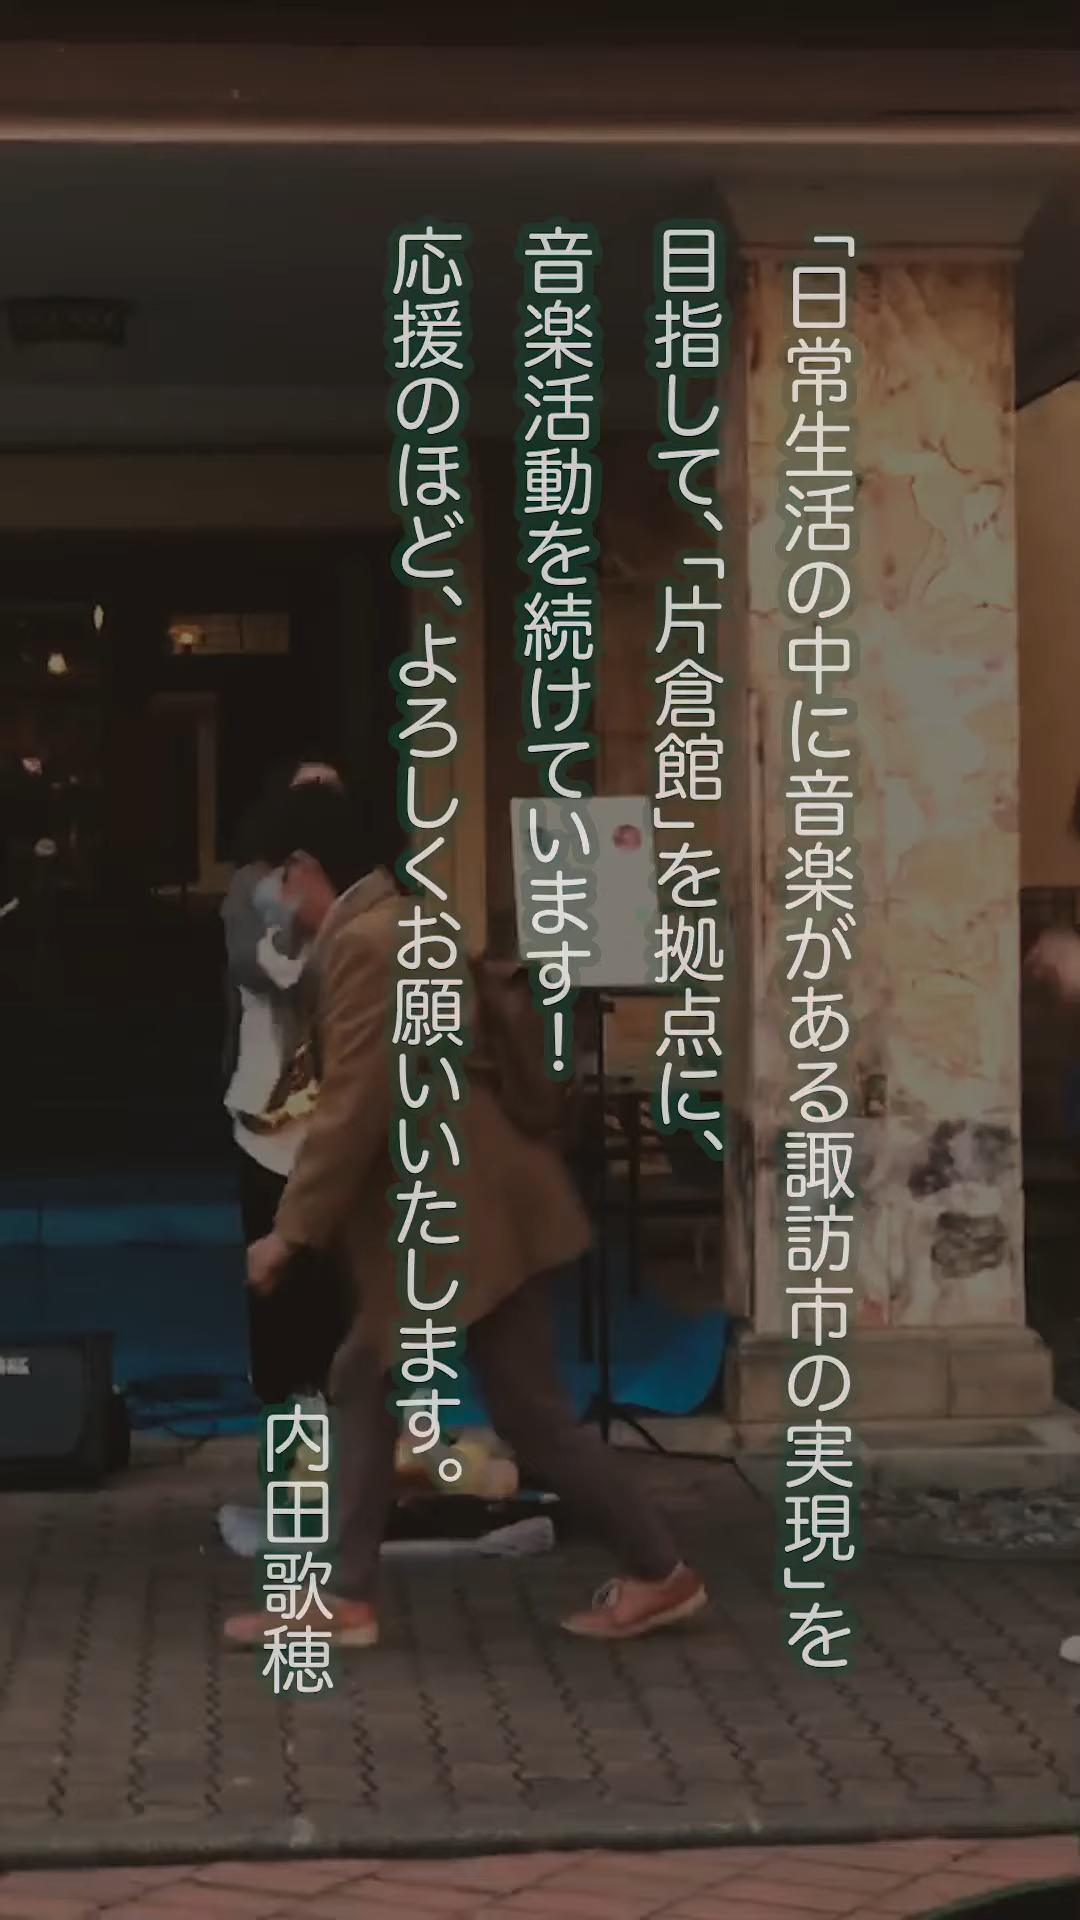 「日常生活の中に音楽がある諏訪市の実現」を
目指して、「片倉館」を拠点に、
音楽活動を続けています！
応援のほど、よろしくお願いいたします。
内田歌穂